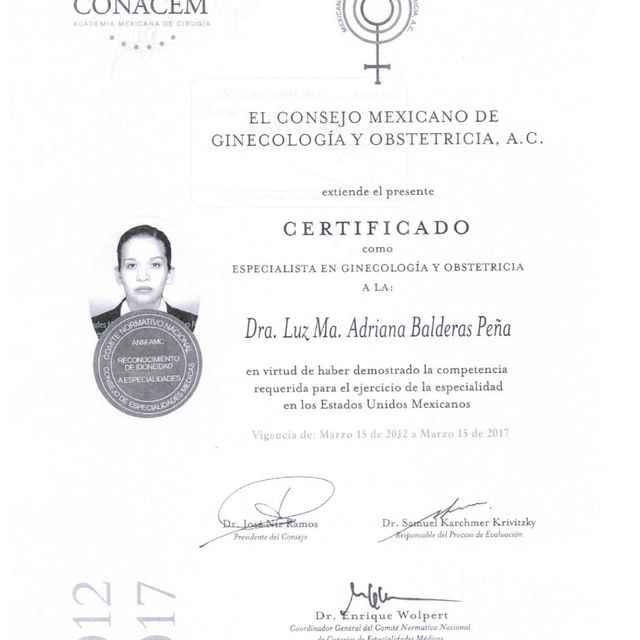 CONACEM
ACADEMIA MEXICANA DE CIRUGÍA
EL CONSEJO MEXICANO DE
GINECOLOGÍA Y OBSTETRICIA, A.C.
extiende el presente
CERTIFICADO
como
ESPECIALISTA EN GINECOLOGÍA Y OBSTETRICIA
A LA:
Dra. Luz Ma. Adriana Balderas Peña
COMITÉ NORMATIVO NACIONAL
ANM-AMC
RECONOCIMIENTO
DE IDONEIDAD
A ESPECIALIDADES
CONSEJO DE ESPECIALIDADES MÉDICAS
en virtud de haber demostrado la competencia
requerida para el ejercicio de la especialidad
en los Estados Unidos Mexicanos
Vigencia de: Marzo 15 de 2012 a Marzo 15 de 2017
Dr. José Niz Ramos
Presidente del Consejo
Dr. Samuel Karchmer Krivitzky
Responsable del Proceso de Evaluación
Dr. Enrique Wolpert
Coordinador General del Comité Normativo Nacional
de Consejos de Especialidades Médicas
012
017